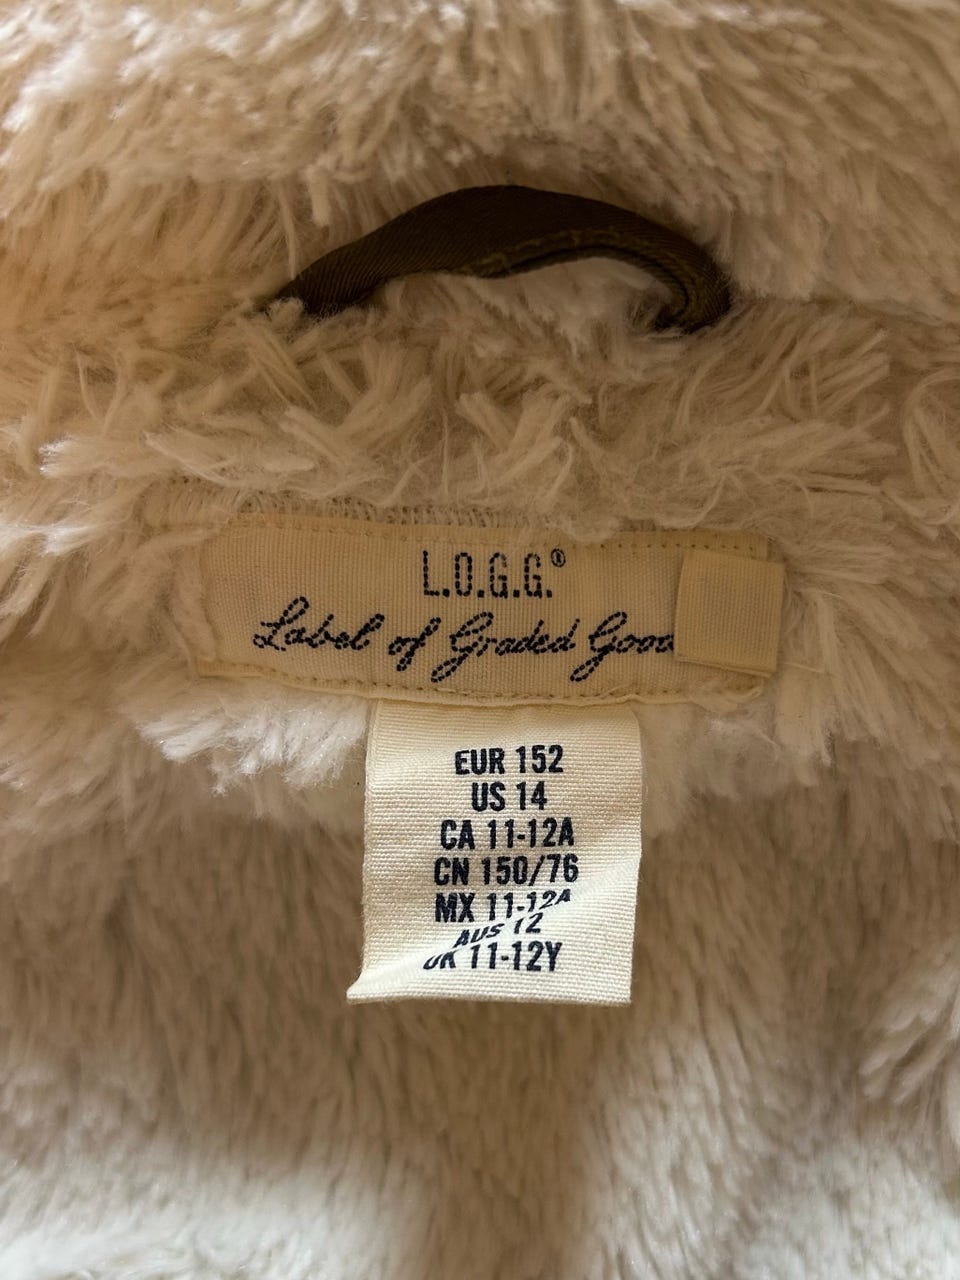 L.O.G.G.®
Label of Graded Good
EUR 152
US 14
CA 11-12A
CN 150/76
MX 11-12A
AUS 12
UK 11-12Y